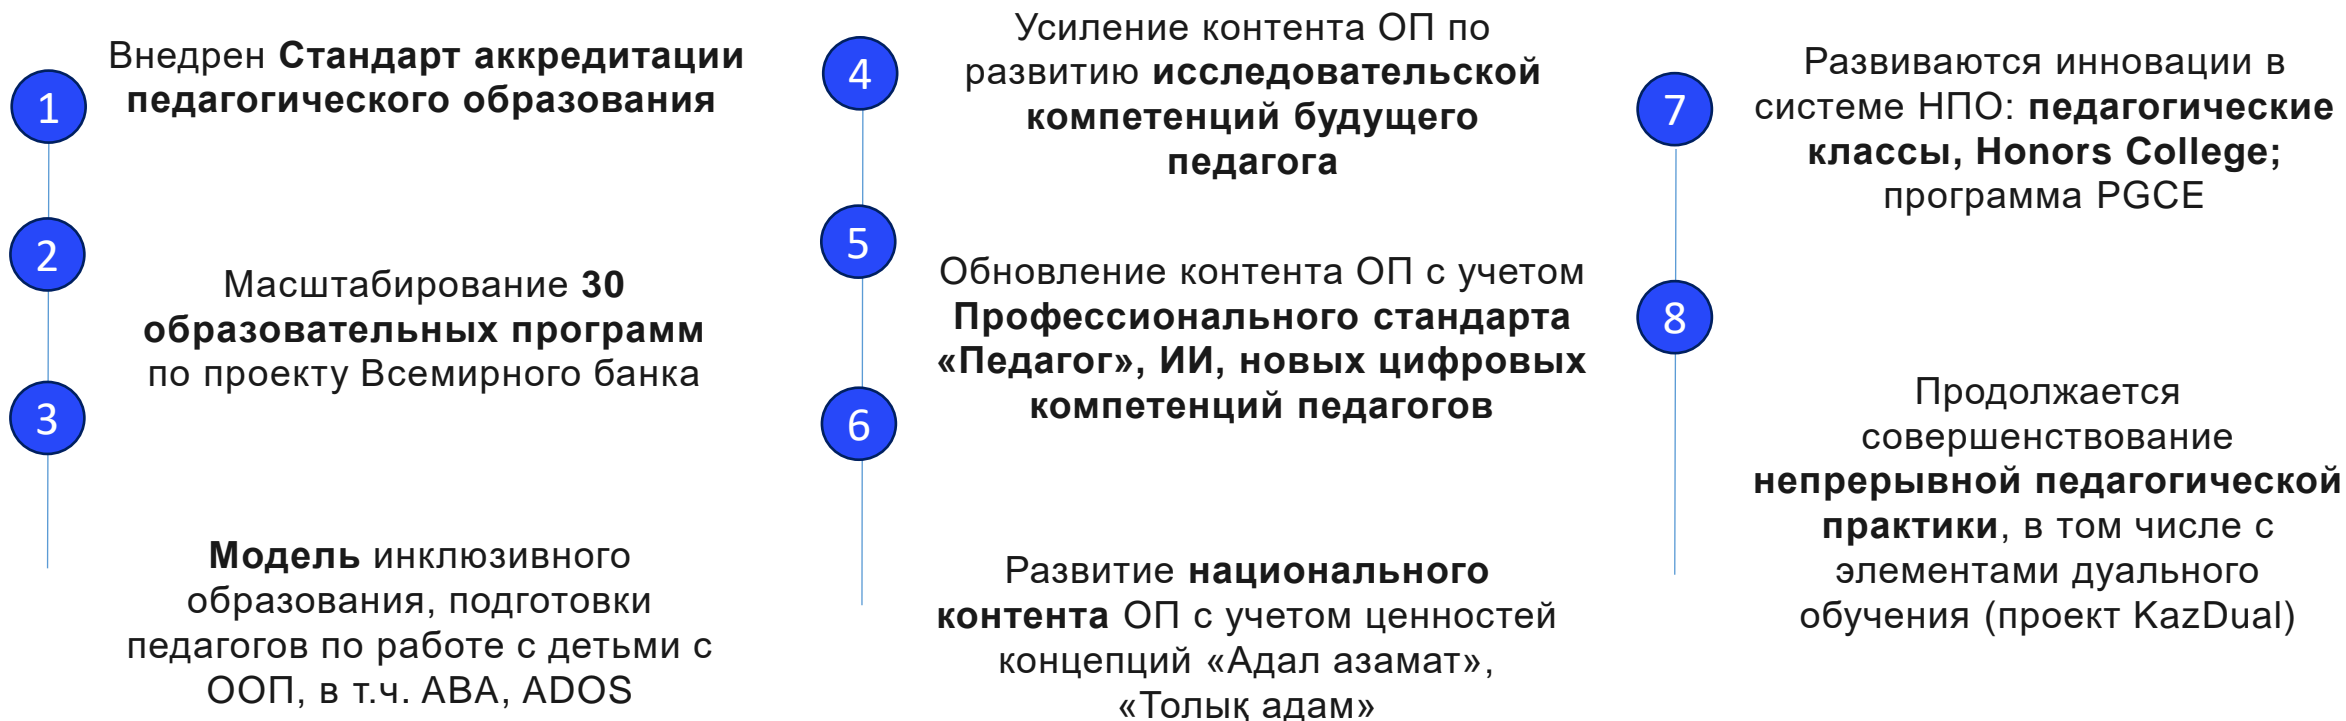 1
Внедрен Стандарт аккредитации
педагогического образования
2
Масштабирование 30
образовательных программ
по проекту Всемирного банка
3
Модель инклюзивного
образования, подготовки
педагогов по работе с детьми с
ООП, в т.ч. ABA, ADOS
4
Усиление контента ОП по
развитию исследовательской
компетенций будущего
педагога
5
Обновление контента ОП с учетом
Профессионального стандарта
«Педагог», ИИ, новых цифровых
компетенций педагогов
6
Развитие национального
контента ОП с учетом ценностей
концепций «Адал азамат»,
«Толық адам»
7
Развиваются инновации в
системе НПО: педагогические
классы, Honors College;
программа PGCE
8
Продолжается
совершенствование
непрерывной педагогической
практики, в том числе с
элементами дуального
обучения (проект KazDual)